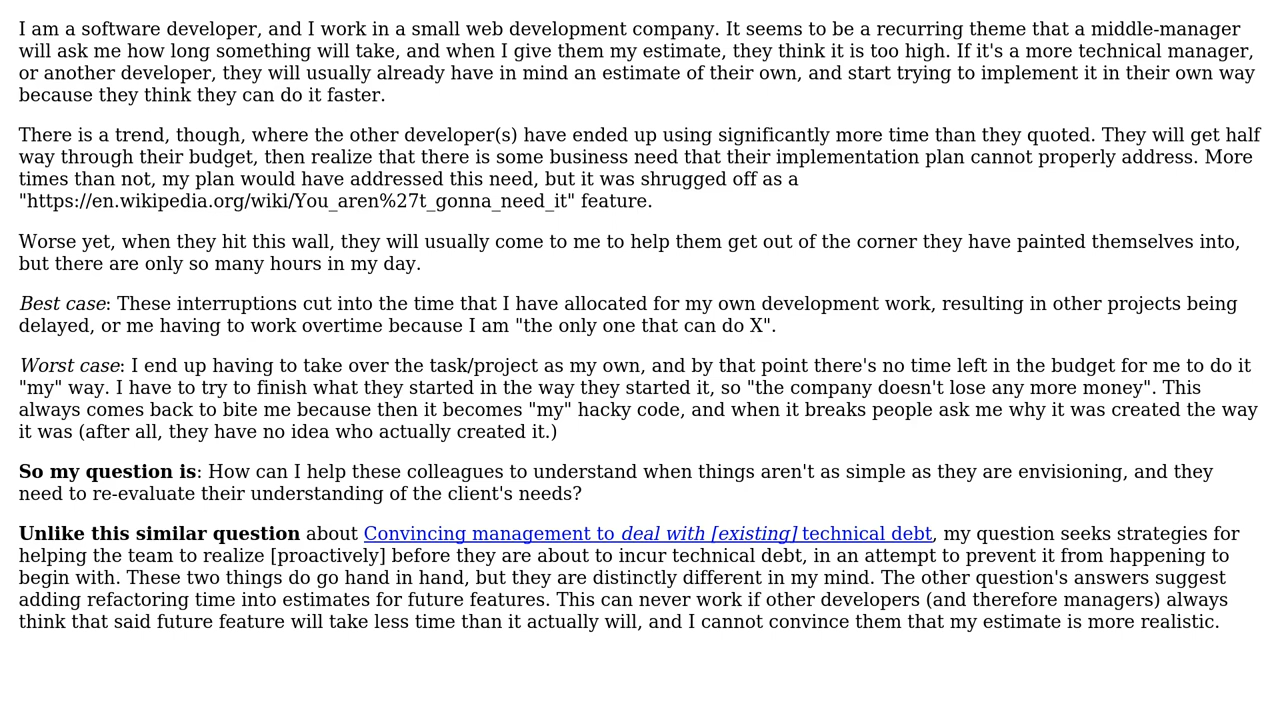 I am a software developer, and I work in a small web development company. It seems to be a recurring theme that a middle-manager
will ask me how long something will take, and when I give them my estimate, they think it is too high. If it's a more technical manager,
or another developer, they will usually already have in mind an estimate of their own, and start trying to implement it in their own way
because they think they can do it faster.
There is a trend, though, where the other developer(s) have ended up using significantly more time than they quoted. They will get half
way through their budget, then realize that there is some business need that their implementation plan cannot properly address. More
times than not, my plan would have addressed this need, but it was shrugged off as a
"https://en.wikipedia.org/wiki/You_aren%27t_gonna_need_it" feature.
Worse yet, when they hit this wall, they will usually come to me to help them get out of the corner they have painted themselves into,
but there are only so many hours in my day.
Best case: These interruptions cut into the time that I have allocated for my own development work, resulting in other projects being
delayed, or me having to work overtime because I am "the only one that can do X".
Worst case: I end up having to take over the task/project as my own, and by that point there's no time left in the budget for me to do it
"my" way. I have to try to finish what they started in the way they started it, so "the company doesn't lose any more money". This
always comes back to bite me because then it becomes "my" hacky code, and when it breaks people ask me why it was created the way
it was (after all, they have no idea who actually created it.)
So my question is: How can I help these colleagues to understand when things aren't as simple as they are envisioning, and they
need to re-evaluate their understanding of the client's needs?
Unlike this similar question about Convincing management to deal with [existing] technical debt, my question seeks strategies for
helping the team to realize [proactively] before they are about to incur technical debt, in an attempt to prevent it from happening to
begin with. These two things do go hand in hand, but they are distinctly different in my mind. The other question's answers suggest
adding refactoring time into estimates for future features. This can never work if other developers (and therefore managers) always
think that said future feature will take less time than it actually will, and I cannot convince them that my estimate is more realistic.